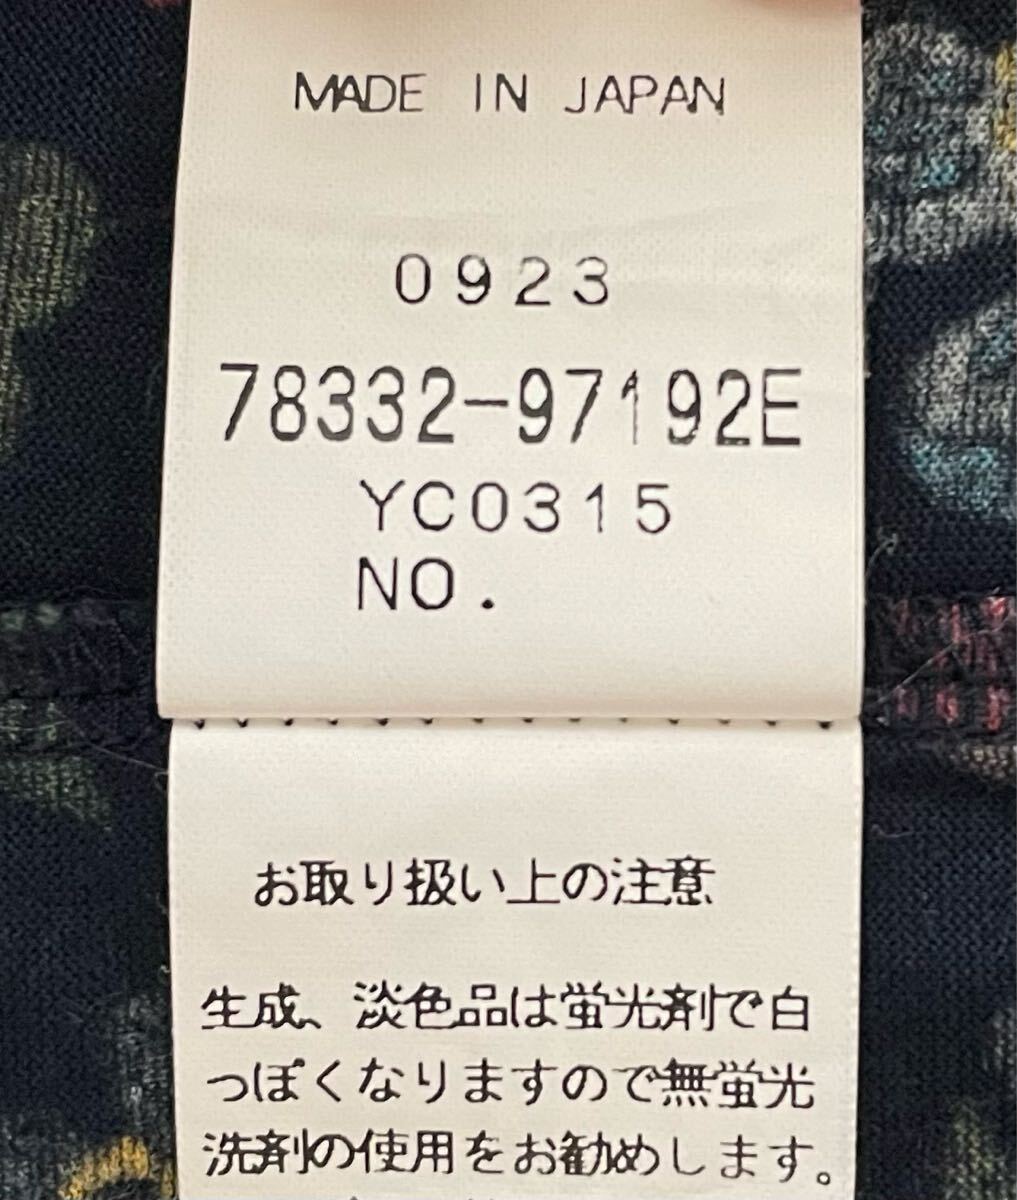 MADE IN JAPAN
0923
78332-97192E
YC0315
NO.
お取り扱い上の注意
生成、淡色品は蛍光剤で白
っぽくなりますので無蛍光
洗剤の使用をお勧めします。